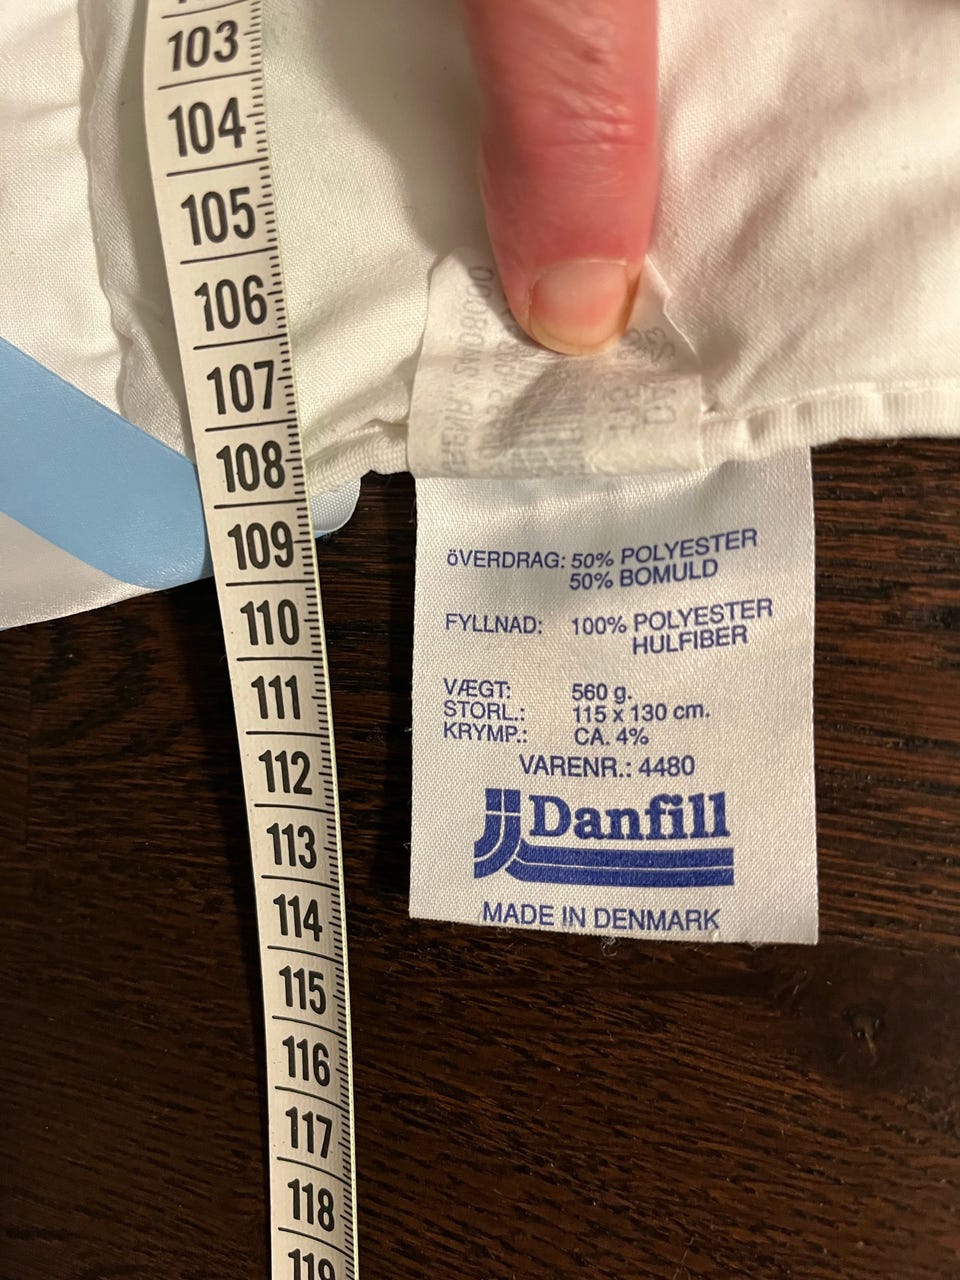 103
104
105
106
107
108
109
110
111
112
113
114
115
116
117
118
119
öVERDRAG: 50% POLYESTER
50% BOMULD
FYLLNAD: 100% POLYESTER
HULFIBER
VÆGT: 560 g.
STORL.: 115 x 130 cm.
KRYMP.: CA. 4%
VARENR.: 4480
Danfill
MADE IN DENMARK